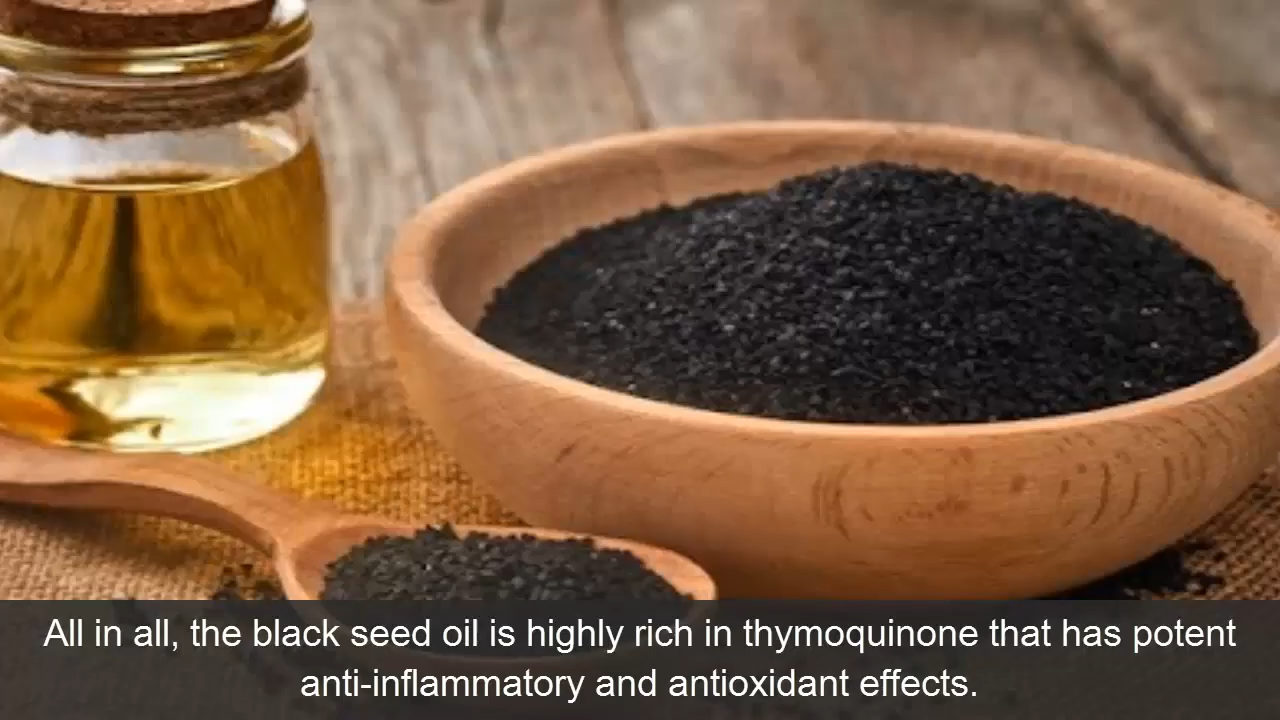 All in all, the black seed oil is highly rich in thymoquinone that has potent
anti-inflammatory and antioxidant effects.